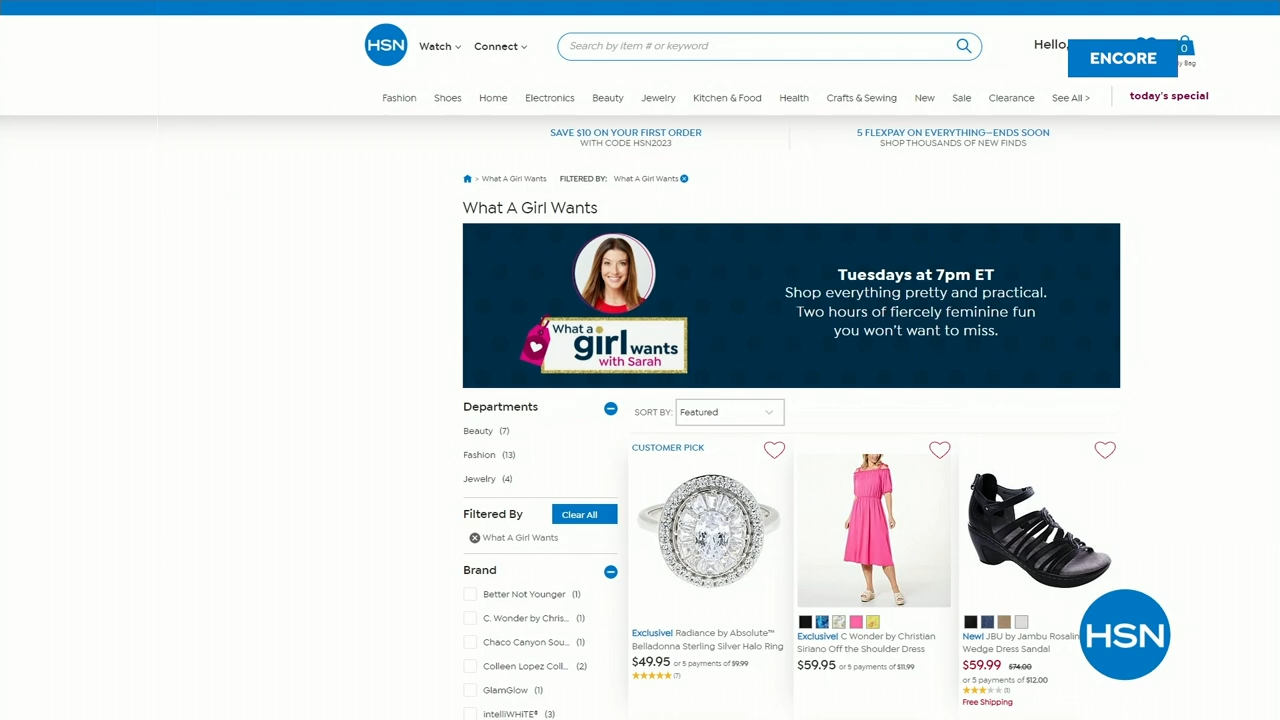 HSN
Watch
Connect
Search by item # or keyword
Hello,
ENCORE
0
Bag
Fashion
Shoes
Home
Electronics
Beauty
Jewelry
Kitchen & Food
Health
Crafts & Sewing
New
Sale
Clearance
See All >
today's special
SAVE $10 ON YOUR FIRST ORDER
WITH CODE HSN2023
5 FLEXPAY ON EVERYTHING—ENDS SOON
SHOP THOUSANDS OF NEW FINDS
> What A Girl Wants
FILTERED BY: What A Girl Wants
What A Girl Wants
What a
girl wants
with Sarah
Tuesdays at 7pm ET
Shop everything pretty and practical.
Two hours of fiercely feminine fun
you won't want to miss.
Departments
Beauty (7)
Fashion (13)
Jewelry (4)
Filtered By
Clear All
What A Girl Wants
Brand
Better Not Younger (1)
C. Wonder by Chris... (1)
Chaco Canyon Sou... (1)
Colleen Lopez Coll... (2)
GlamGlow (1)
intelliWHiTE® (3)
SORT BY: Featured
CUSTOMER PICK
Exclusive! Radiance by Absolute™
Belladonna Sterling Silver Halo Ring
$49.95 or 5 payments of $9.99
(7)
Exclusive! C Wonder by Christian
Siriano Off the Shoulder Dress
$59.95 or 5 payments of $11.99
New! JBU by Jambu Rosalin
Wedge Dress Sandal
$59.99 $74.00
or 5 payments of $12.00
Free Shipping
HSN